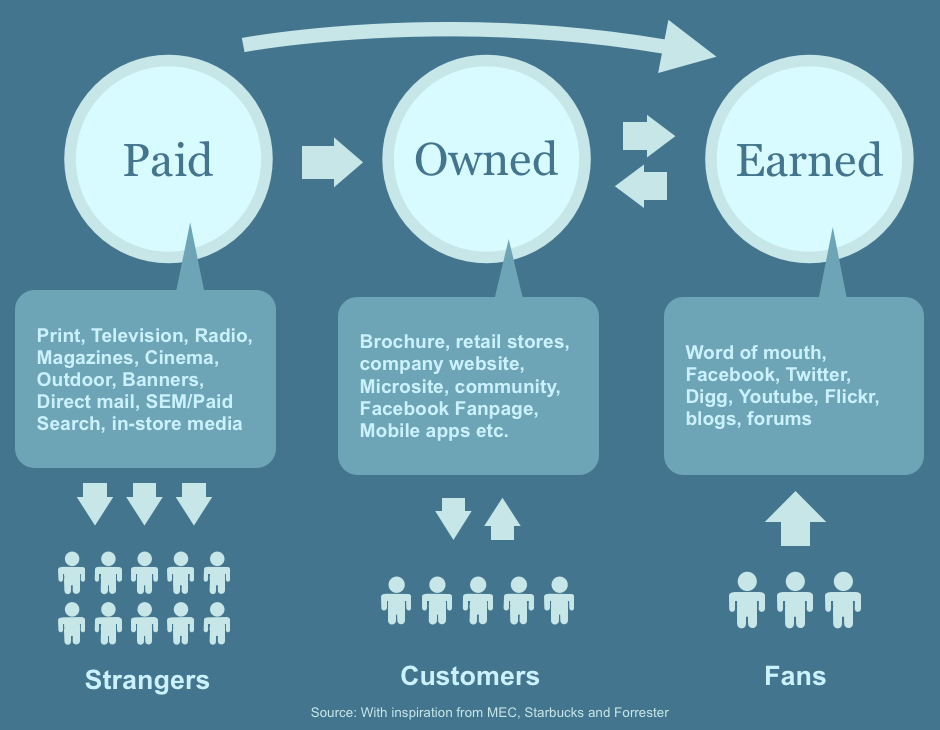 Paid
Owned
Earned
Print, Television, Radio,
Magazines, Cinema,
Outdoor, Banners,
Direct mail, SEM/Paid
Search, in-store media
Brochure, retail stores,
company website,
Microsite, community,
Facebook Fanpage,
Mobile apps etc.
Word of mouth,
Facebook, Twitter,
Digg, Youtube, Flickr,
blogs, forums
Strangers
Customers
Fans
Source: With inspiration from MEC, Starbucks and Forrester